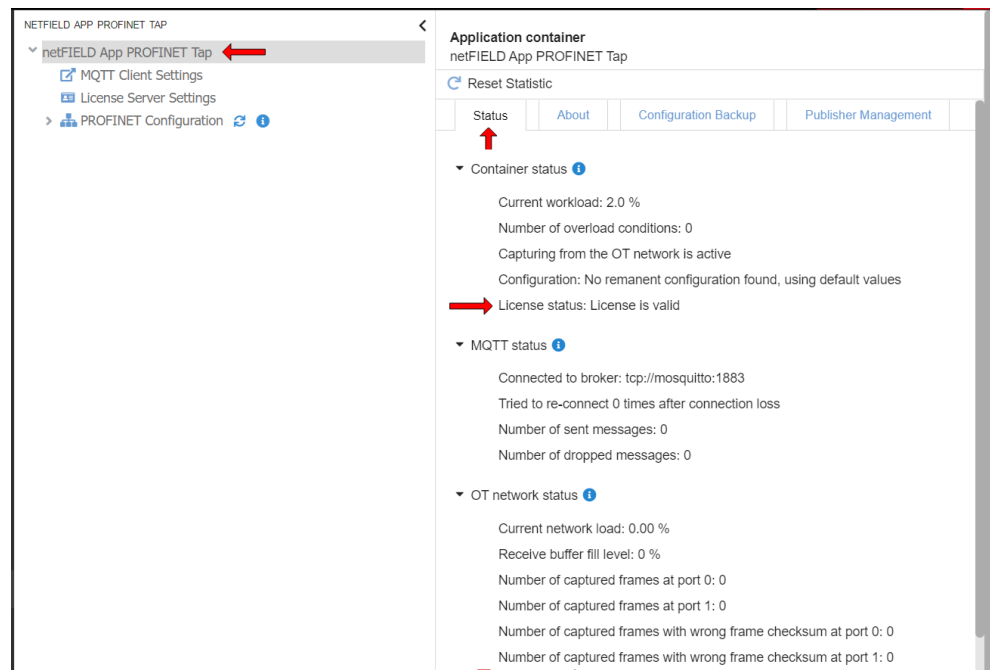 NETFIELD APP PROFINET TAP
netFIELD App PROFINET Tap
MQTT Client Settings
License Server Settings
PROFINET Configuration
Application container
netFIELD App PROFINET Tap
Reset Statistic
Status About Configuration Backup Publisher Management
Container status
Current workload: 2.0 %
Number of overload conditions: 0
Capturing from the OT network is active
Configuration: No remanent configuration found, using default values
License status: License is valid
MQTT status
Connected to broker: tcp://mosquitto:1883
Tried to re-connect 0 times after connection loss
Number of sent messages: 0
Number of dropped messages: 0
OT network status
Current network load: 0.00 %
Receive buffer fill level: 0 %
Number of captured frames at port 0: 0
Number of captured frames at port 1: 0
Number of captured frames with wrong frame checksum at port 0: 0
Number of captured frames with wrong frame checksum at port 1: 0